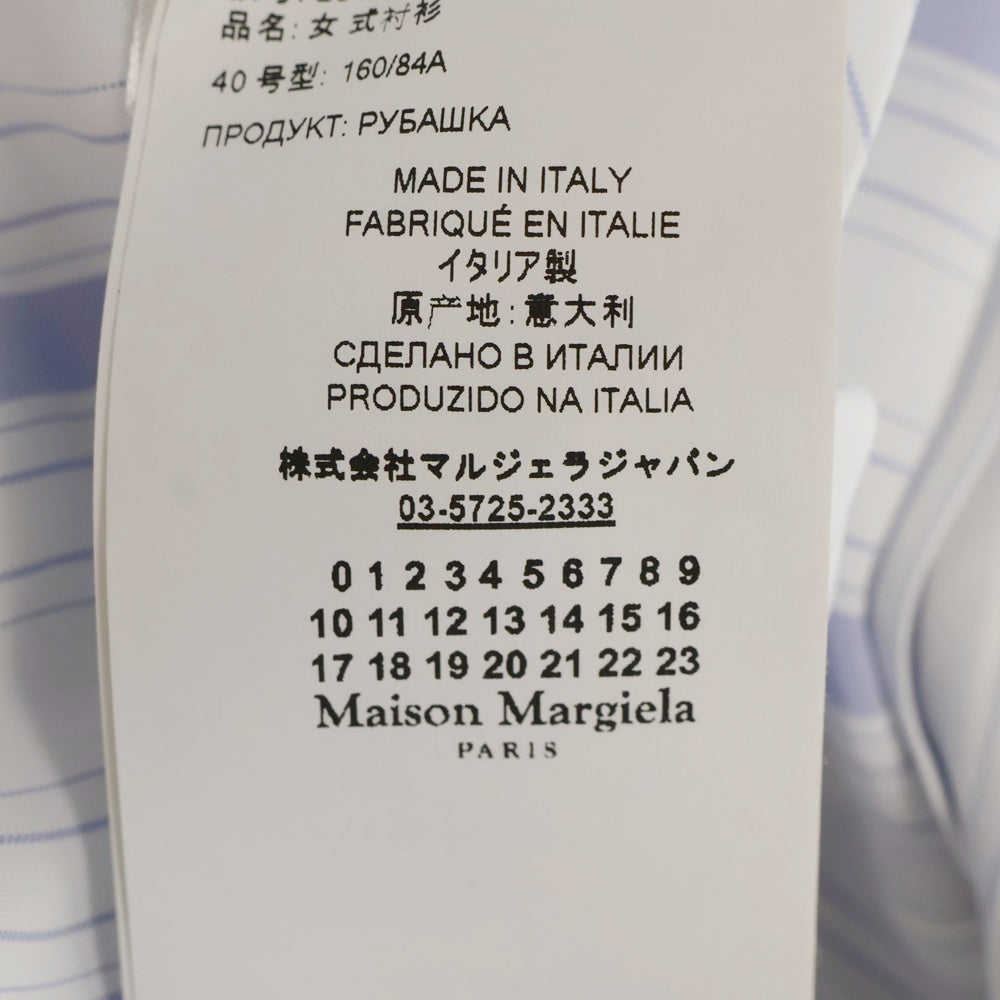 品名: 女式衬衫
40 号型: 160/84A
ПРОДУКТ: РУБАШКА
MADE IN ITALY
FABRIQUÉ EN ITALIE
イタリア製
原产地: 意大利
СДЕЛАНО В ИТАЛИИ
PRODUZIDO NA ITALIA
株式会社マルジェラジャパン
03-5725-2333
0 1 2 3 4 5 6 7 8 9
10 11 12 13 14 15 16
17 18 19 20 21 22 23
Maison Margiela
PARIS